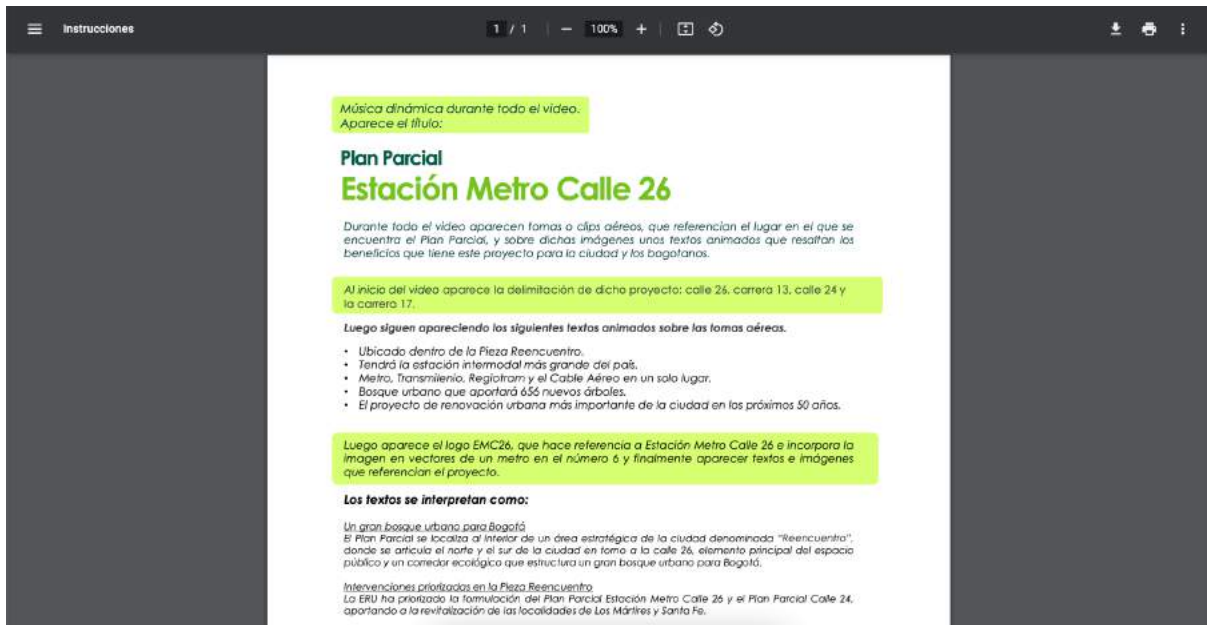 Instrucciones
1 / 1
100%
Música dinámica durante todo el video.
Aparece el título:
Plan Parcial
Estación Metro Calle 26
Durante todo el video aparecen tomas o clips aéreos, que referencian el lugar en el que se
encuentra el Plan Parcial, y sobre dichas imágenes unos textos animados que resaltan los
beneficios que tiene este proyecto para la ciudad y los bogotanos.
Al inicio del video aparece la delimitación de dicho proyecto: calle 26, carrera 13, calle 24 y
la carrera 17.
Luego siguen apareciendo los siguientes textos animados sobre las tomas aéreas.
• Ubicado dentro de la Pieza Reencuentro.
• Tendrá la estación intermodal más grande del país.
• Metro, Transmilenio, Regiotram y el Cable Aéreo en un solo lugar.
• Bosque urbano que aportará 656 nuevos árboles.
• El proyecto de renovación urbana más importante de la ciudad en los próximos 50 años.
Luego aparece el logo EMC26, que hace referencia a Estación Metro Calle 26 e incorpora la
imagen en vectores de un metro en el número 6 y finalmente aparecer textos e imágenes
que referencian el proyecto.
Los textos se interpretan como:
Un gran bosque urbano para Bogotá
El Plan Parcial se localiza al interior de un área estratégica de la ciudad denominada "Reencuentro",
donde se articula el norte y el sur de la ciudad en torno a la calle 26, elemento principal del espacio
público y un corredor ecológico que estructura un gran bosque urbano para Bogotá.
Intervenciones priorizadas en la Pieza Reencuentro
La ERU ha priorizado la formulación del Plan Parcial Estación Metro Calle 26 y el Plan Parcial Calle 24,
aportando a la revitalización de las localidades de Los Mártires y Santa Fe.